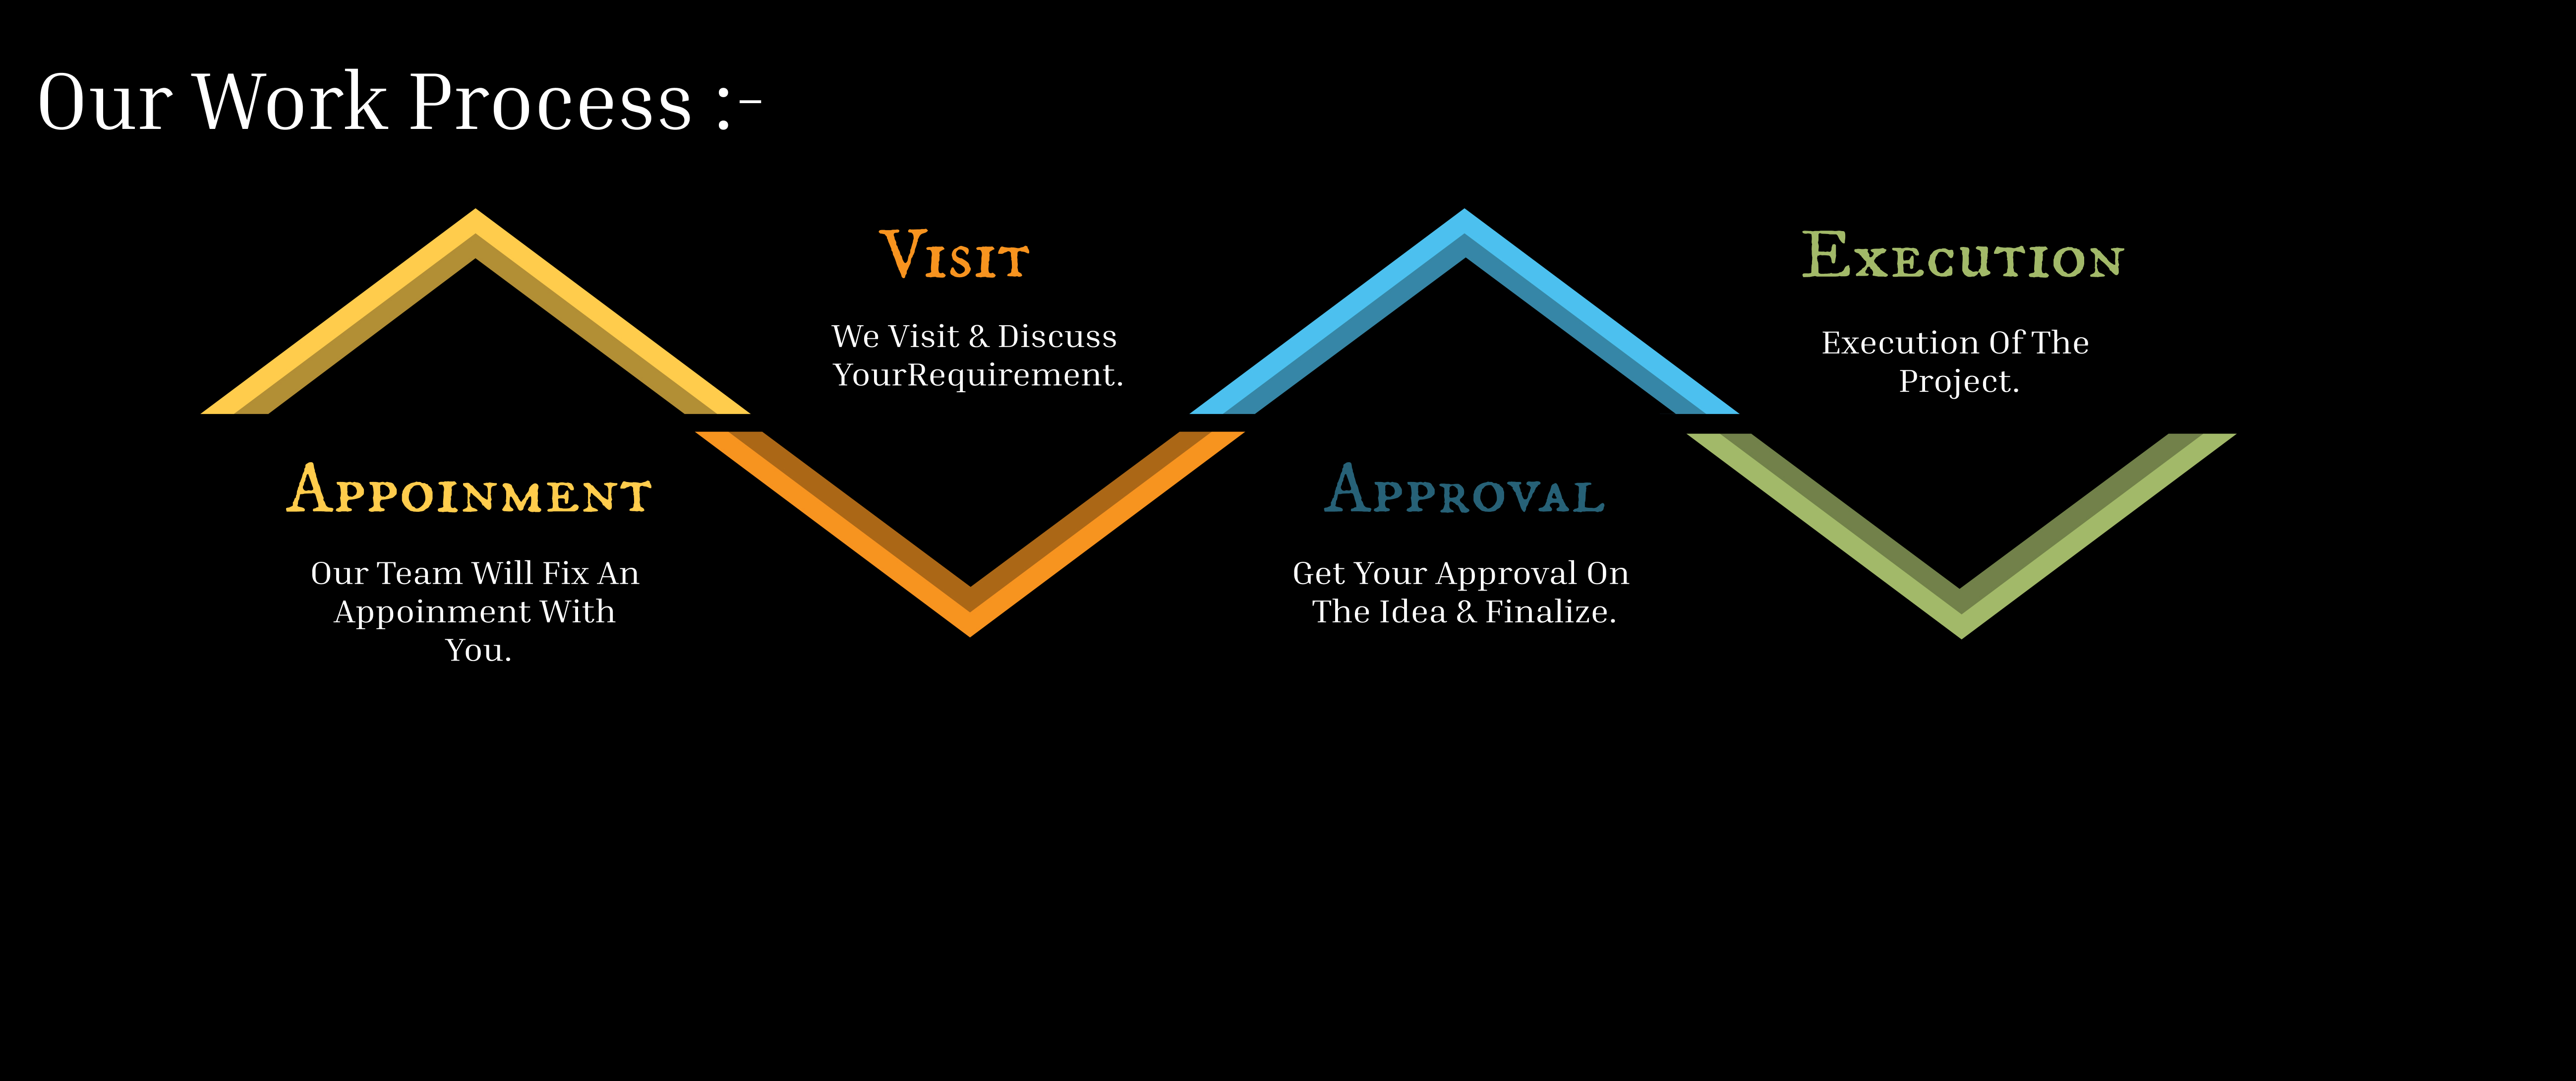 Our Work Process :-
Appoinment
Our Team Will Fix An
Appoinment With
You.
Visit
We Visit & Discuss
YourRequirement.
Approval
Get Your Approval On
The Idea & Finalize.
Execution
Execution Of The
Project.